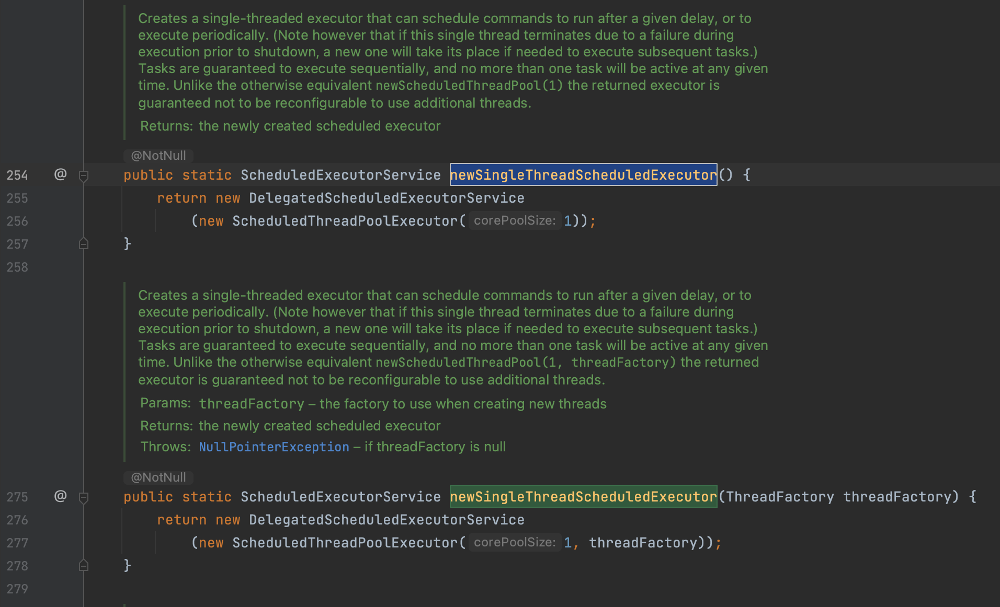 Creates a single-threaded executor that can schedule commands to run after a given delay, or to
execute periodically. (Note however that if this single thread terminates due to a failure during
execution prior to shutdown, a new one will take its place if needed to execute subsequent tasks.)
Tasks are guaranteed to execute sequentially, and no more than one task will be active at any given
time. Unlike the otherwise equivalent newScheduledThreadPool(1) the returned executor is
guaranteed not to be reconfigurable to use additional threads.
Returns: the newly created scheduled executor
@NotNull
254 @ public static ScheduledExecutorService newSingleThreadScheduledExecutor() {
255 return new DelegatedScheduledExecutorService
256 (new ScheduledThreadPoolExecutor( corePoolSize: 1));
257 }
258
Creates a single-threaded executor that can schedule commands to run after a given delay, or to
execute periodically. (Note however that if this single thread terminates due to a failure during
execution prior to shutdown, a new one will take its place if needed to execute subsequent tasks.)
Tasks are guaranteed to execute sequentially, and no more than one task will be active at any given
time. Unlike the otherwise equivalent newScheduledThreadPool(1, threadFactory) the returned
executor is guaranteed not to be reconfigurable to use additional threads.
Params: threadFactory – the factory to use when creating new threads
Returns: the newly created scheduled executor
Throws: NullPointerException – if threadFactory is null
@NotNull
275 @ public static ScheduledExecutorService newSingleThreadScheduledExecutor(ThreadFactory threadFactory) {
276 return new DelegatedScheduledExecutorService
277 (new ScheduledThreadPoolExecutor( corePoolSize: 1, threadFactory));
278 }
279